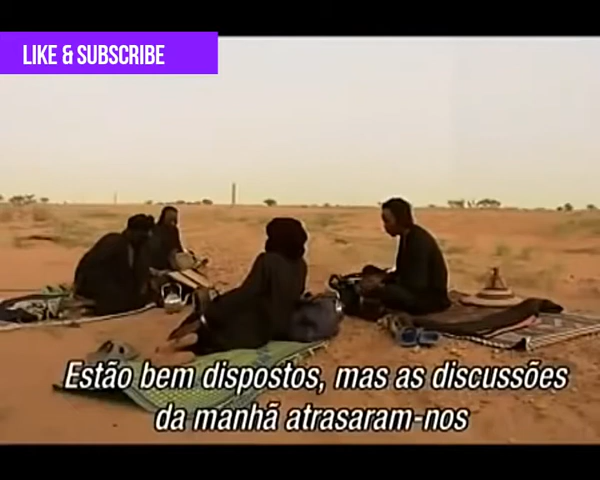 LIKE & SUBSCRIBE
Estão bem dispostos, mas as discussões
da manhã atrasaram-nos